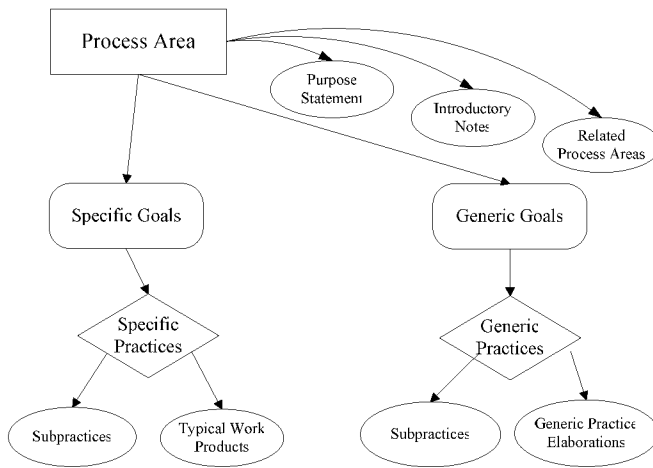 Process Area
Purpose
Statement
Introductory
Notes
Related
Process Areas
Specific Goals
Generic Goals
Specific
Practices
Generic
Practices
Subpractices
Typical Work
Products
Subpractices
Generic Practice
Elaborations